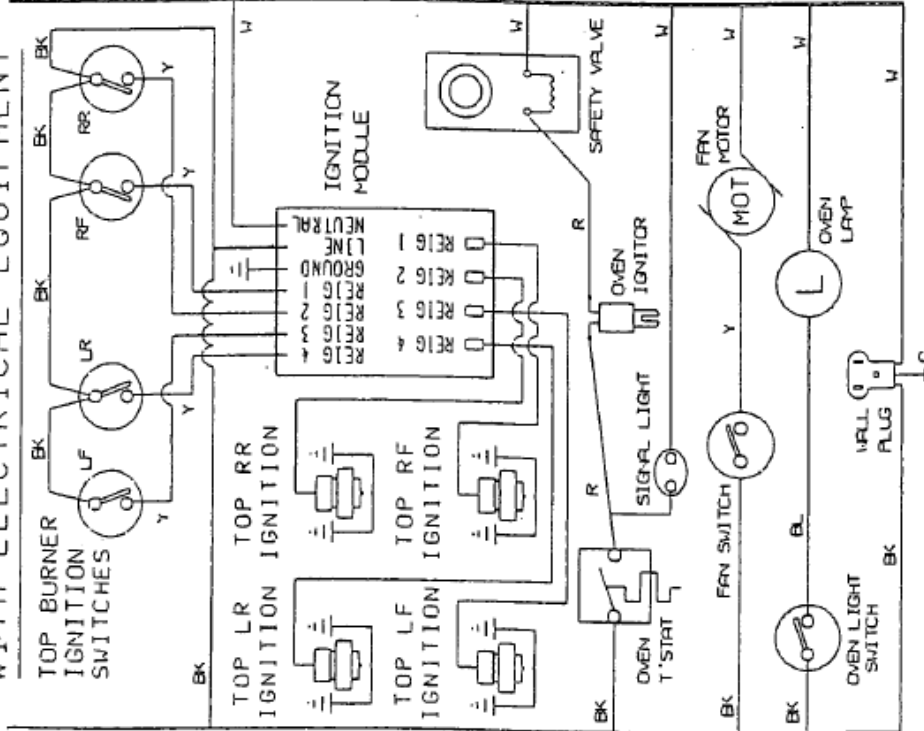 TOP BURNER
IGNITION
SWITCHES
BK
BK
BK
BK
LF
LR
RF
RR
Y
Y
Y
Y
W
BK
IGNITION
MODULE
REIG 4
REIG 3
REIG 2
REIG 1
GROUND
LINE
NEUTRAL
REIG 4
REIG 3
REIG 2
REIG 1
TOP LR
IGNITION
TOP RR
IGNITION
TOP LF
IGNITION
TOP RF
IGNITION
W
SAFETY VALVE
R
OVEN
IGNITOR
R
BK
OVEN
T'STAT
SIGNAL LIGHT
W
BK
FAN SWITCH
Y
FAN
MOTOR
MOT
W
BK
OVEN LIGHT
SWITCH
BL
OVEN
LAMP
L
W
BK
WALL
PLUG
W